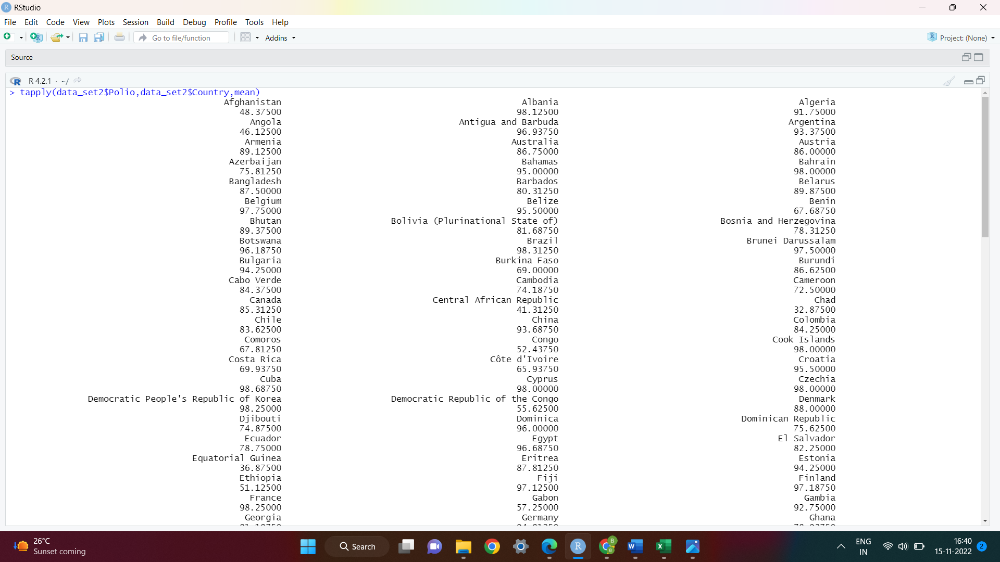 RStudio
File Edit Code View Plots Session Build Debug Profile Tools Help
Go to file/function Addins Project: (None)
Source
R 4.2.1 · ~/
> tapply(data_set2$Polio,data_set2$Country,mean)
Afghanistan Albania Algeria
48.37500 98.12500 91.75000
Angola Antigua and Barbuda Argentina
46.12500 96.93750 93.37500
Armenia Australia Austria
89.12500 86.75000 86.00000
Azerbaijan Bahamas Bahrain
75.81250 95.00000 98.00000
Bangladesh Barbados Belarus
87.50000 80.31250 89.87500
Belgium Belize Benin
97.75000 95.50000 67.68750
Bhutan Bolivia (Plurinational State of) Bosnia and Herzegovina
89.37500 81.68750 78.31250
Botswana Brazil Brunei Darussalam
96.18750 98.31250 97.50000
Bulgaria Burkina Faso Burundi
94.25000 69.00000 86.62500
Cabo Verde Cambodia Cameroon
84.37500 74.18750 72.50000
Canada Central African Republic Chad
85.31250 41.31250 32.87500
Chile China Colombia
83.62500 93.68750 84.25000
Comoros Congo Cook Islands
67.81250 52.43750 98.00000
Costa Rica Côte d'Ivoire Croatia
69.93750 65.93750 95.50000
Cuba Cyprus Czechia
98.68750 98.00000 98.00000
Democratic People's Republic of Korea Democratic Republic of the Congo Denmark
98.25000 55.62500 88.00000
Djibouti Dominica Dominican Republic
74.87500 96.00000 75.62500
Ecuador Egypt El Salvador
78.75000 96.68750 82.25000
Equatorial Guinea Eritrea Estonia
36.87500 87.81250 94.25000
Ethiopia Fiji Finland
51.12500 97.12500 97.18750
France Gabon Gambia
98.25000 57.25000 92.75000
Georgia Germany Ghana
26°C
Sunset coming
Search
ENG
IN
16:40
15-11-2022
2